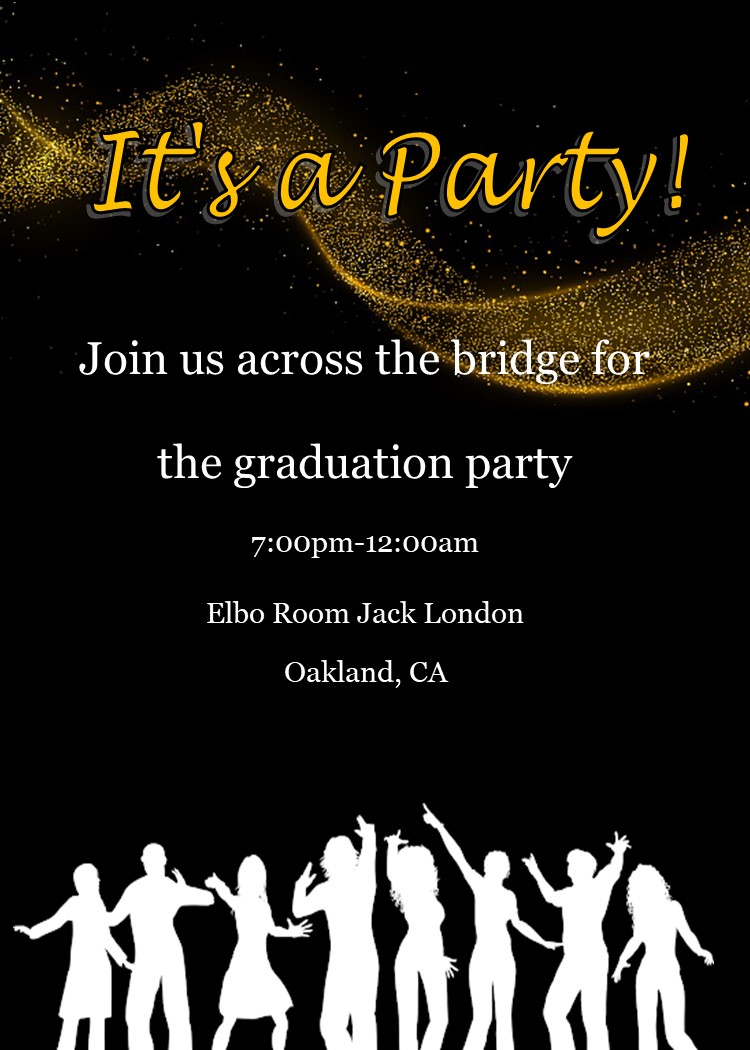 It's a Party!
Join us across the bridge for
the graduation party
7:00pm-12:00am
Elbo Room Jack London
Oakland, CA